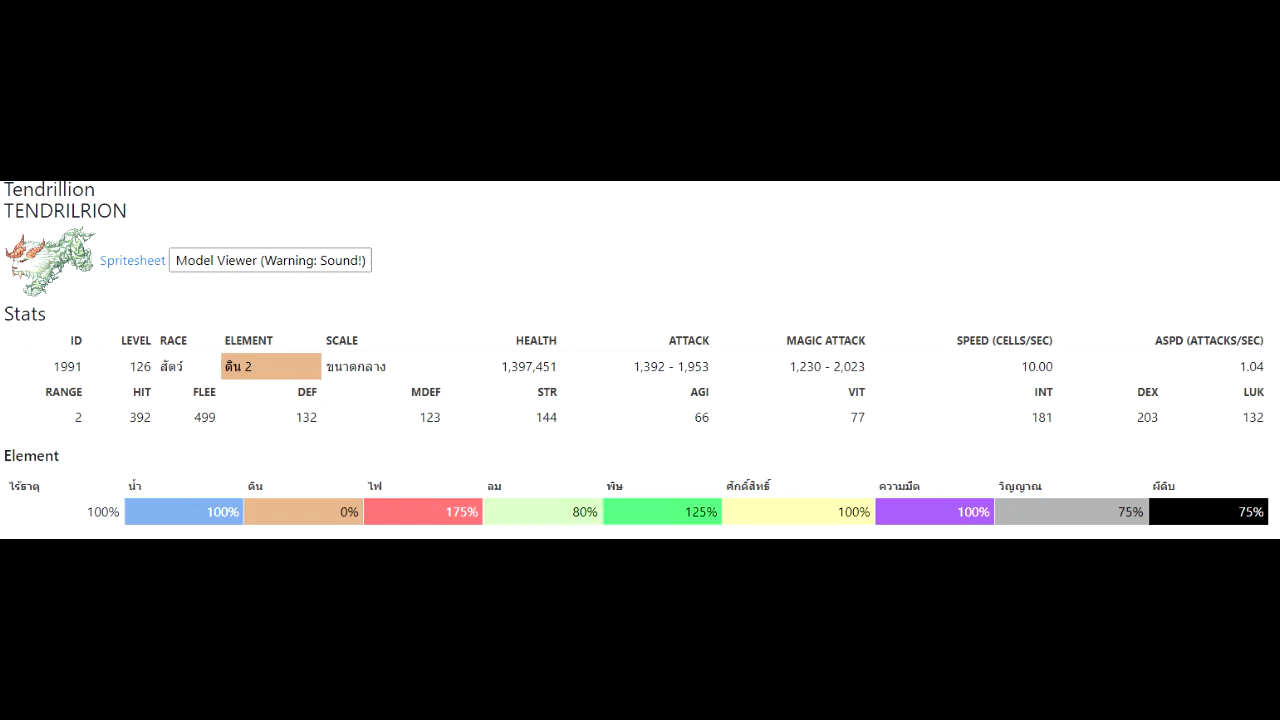 Tendrillion
TENDRILRION
Spritesheet Model Viewer (Warning: Sound!)
Stats
ID LEVEL RACE ELEMENT SCALE HEALTH ATTACK MAGIC ATTACK SPEED (CELLS/SEC) ASPD (ATTACKS/SEC)
1991 126 สัตว์ ดิน 2 ขนาดกลาง 1,397,451 1,392 - 1,953 1,230 - 2,023 10.00 1.04
RANGE HIT FLEE DEF MDEF STR AGI VIT INT DEX LUK
2 392 499 132 123 144 66 77 181 203 132
Element
ไร้ธาตุ น้ำ ดิน ไฟ ลม พิษ ศักดิ์สิทธิ์ ความมืด วิญญาณ ผีดิบ
100% 100% 0% 175% 80% 125% 100% 100% 75% 75%